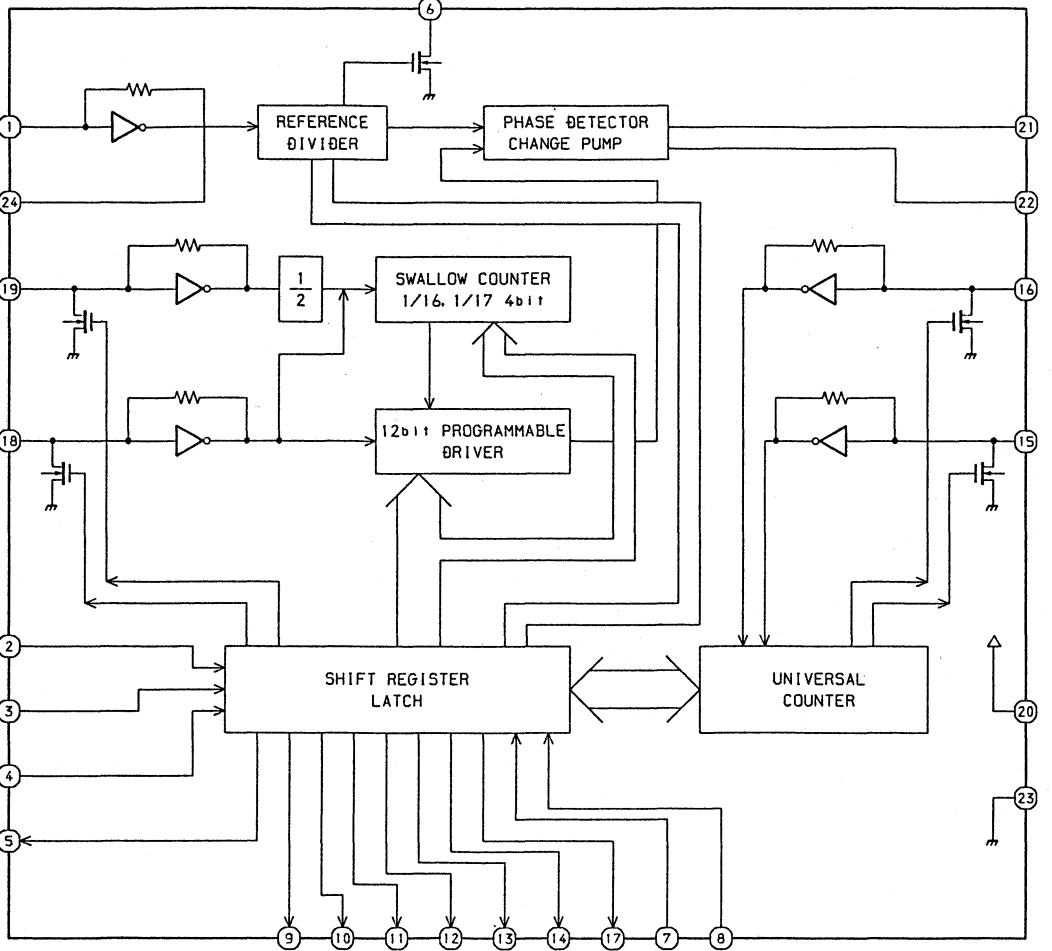 6
REFERENCE
DIVIDER
PHASE DETECTOR
CHANGE PUMP
1
21
24
22
19
1
2
SWALLOW COUNTER
1/16. 1/17 4bit
16
18
12bit PROGRAMMABLE
DRIVER
15
2
SHIFT REGISTER
LATCH
UNIVERSAL
COUNTER
3
20
4
23
5
9
10
11
12
13
14
17
7
8